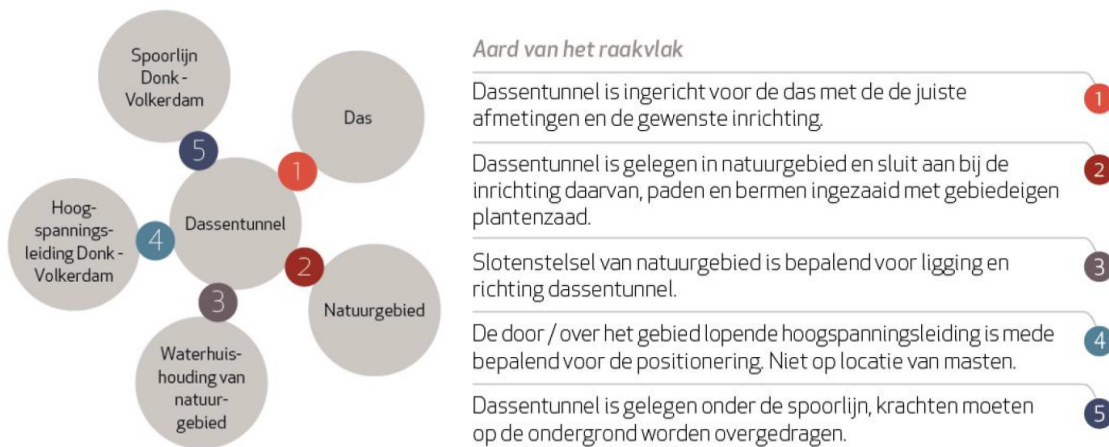 Spoorlijn
Donk -
Volkerdam
Das
5
1
Dassentunnel
Hoog-
spannings-
leiding Donk -
Volkerdam
4
2
3
Natuurgebied
Waterhuis-
houding van
natuur-
gebied
Aard van het raakvlak
Dassentunnel is ingericht voor de das met de de juiste
afmetingen en de gewenste inrichting.
1
Dassentunnel is gelegen in natuurgebied en sluit aan bij de
inrichting daarvan, paden en bermen ingezaaid met gebiedeigen
plantenzaad.
2
Slotenstelsel van natuurgebied is bepalend voor ligging en
richting dassentunnel.
3
De door / over het gebied lopende hoogspanningsleiding is mede
bepalend voor de positionering. Niet op locatie van masten.
4
Dassentunnel is gelegen onder de spoorlijn, krachten moeten
op de ondergrond worden overgedragen.
5